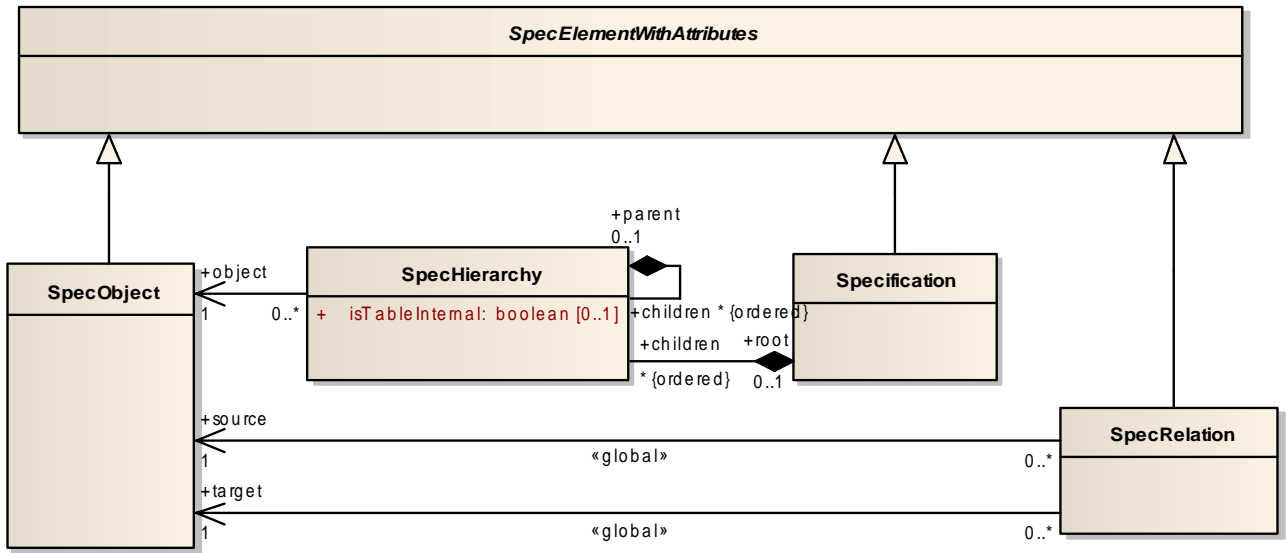 SpecElementWithAttributes
+parent
0..1
SpecHierarchy
+ isTableInternal: boolean [0..1]
Specification
SpecObject
+object
1
0..*
+children * {ordered}
+children
+root
* {ordered}
0..1
SpecRelation
+source
1
«global»
0..*
+target
1
«global»
0..*